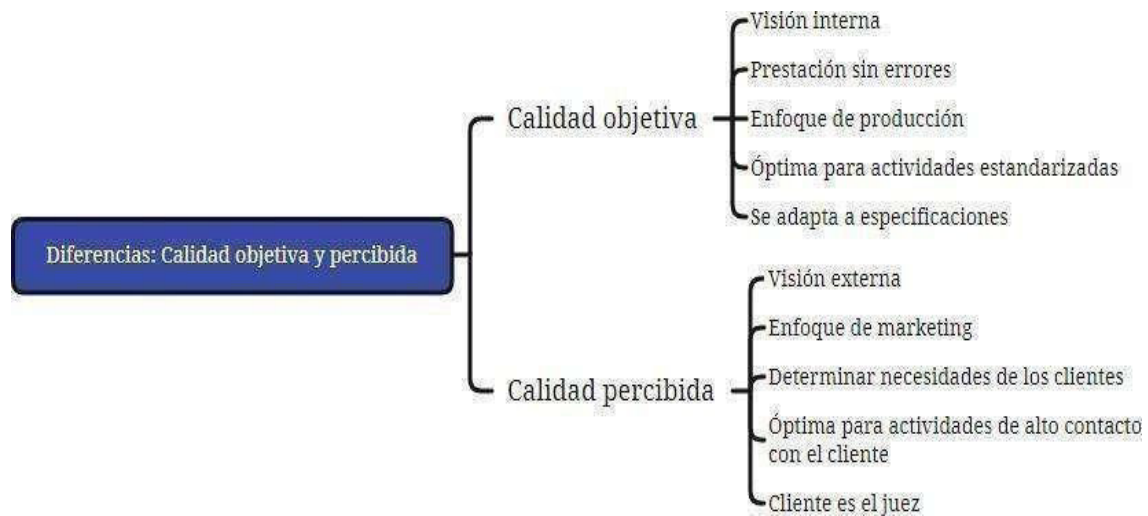 Diferencias: Calidad objetiva y percibida
Calidad objetiva
Visión interna
Prestación sin errores
Enfoque de producción
Óptima para actividades estandarizadas
Se adapta a especificaciones
Calidad percibida
Visión externa
Enfoque de marketing
Determinar necesidades de los clientes
Óptima para actividades de alto contacto
con el cliente
Cliente es el juez